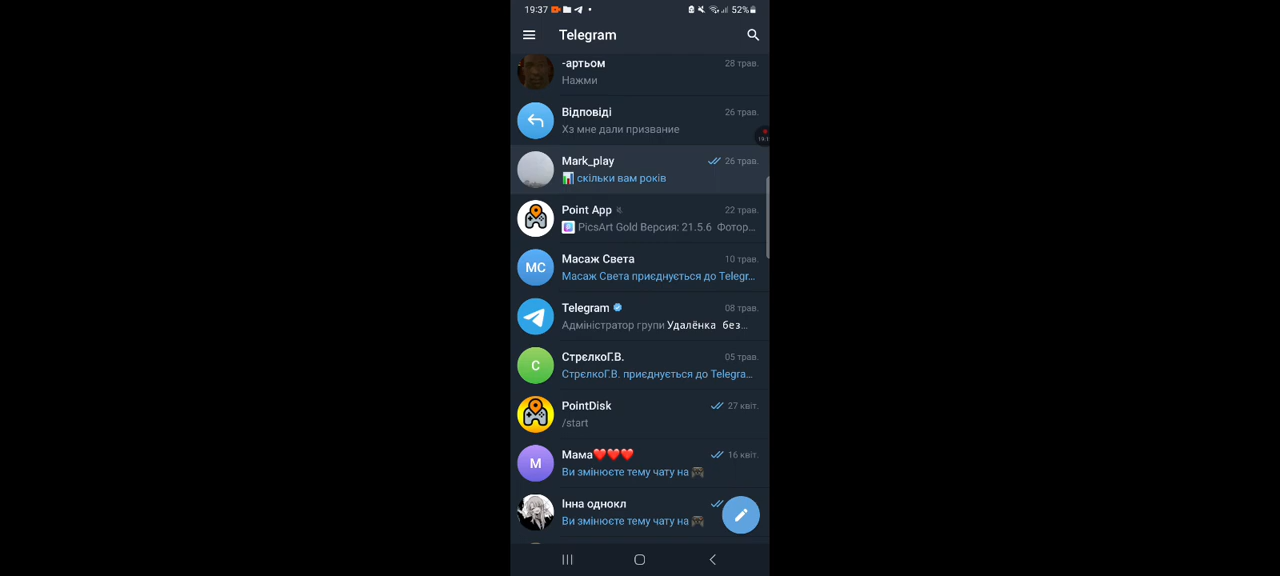 19:37
52%
Telegram
-артьом
28 трав.
Нажми
Відповіді
26 трав.
Хз мне дали призвание
Mark_play
26 трав.
скільки вам років
Point App
22 трав.
PicsArt Gold Версия: 21.5.6 Фотор...
МС
Масаж Света
10 трав.
Масаж Света приєднується до Telegr...
Telegram
08 трав.
Адміністратор групи Удалёнка без...
С
СтрєлкоГ.В.
05 трав.
СтрєлкоГ.В. приєднується до Telegra...
PointDisk
27 квіт.
/start
М
Мама❤️❤️❤️
16 квіт.
Ви змінюєте тему чату на
Інна однокл
Ви змінюєте тему чату на